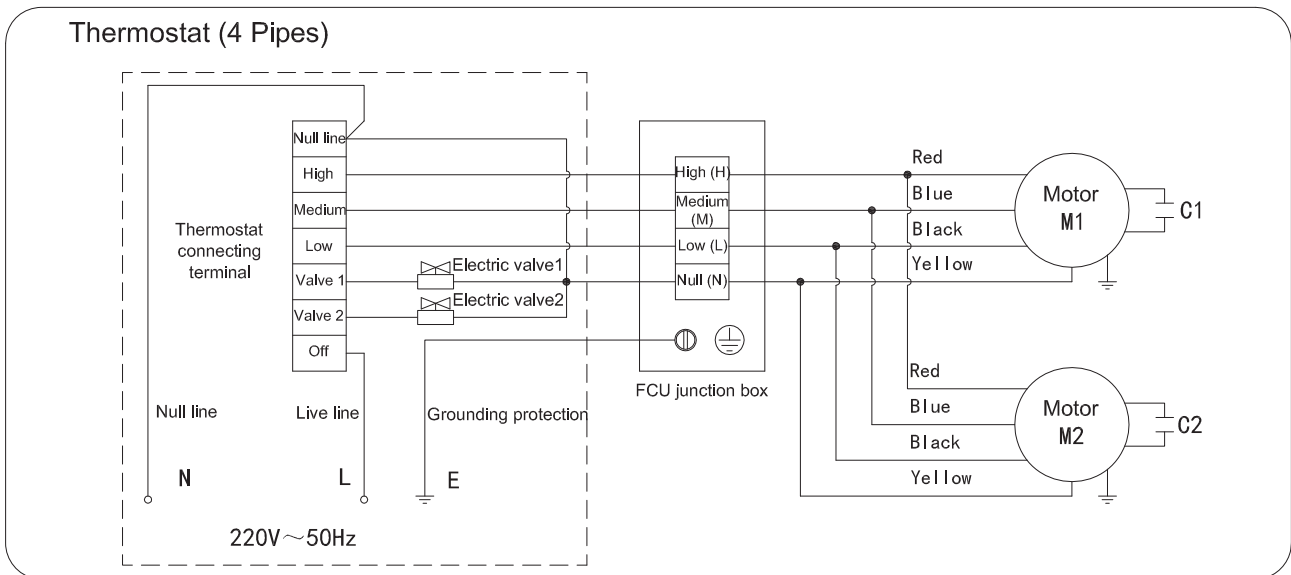 Thermostat (4 Pipes)
Null line
High
Medium
Low
Valve 1
Valve 2
Off
Thermostat
connecting
terminal
Electric valve1
Electric valve2
Null line
Live line
Grounding protection
N
L
E
220V～50Hz
High (H)
Medium
(M)
Low (L)
Null (N)
FCU junction box
Red
Blue
Black
Yellow
Motor
M1
C1
Red
Blue
Black
Yellow
Motor
M2
C2